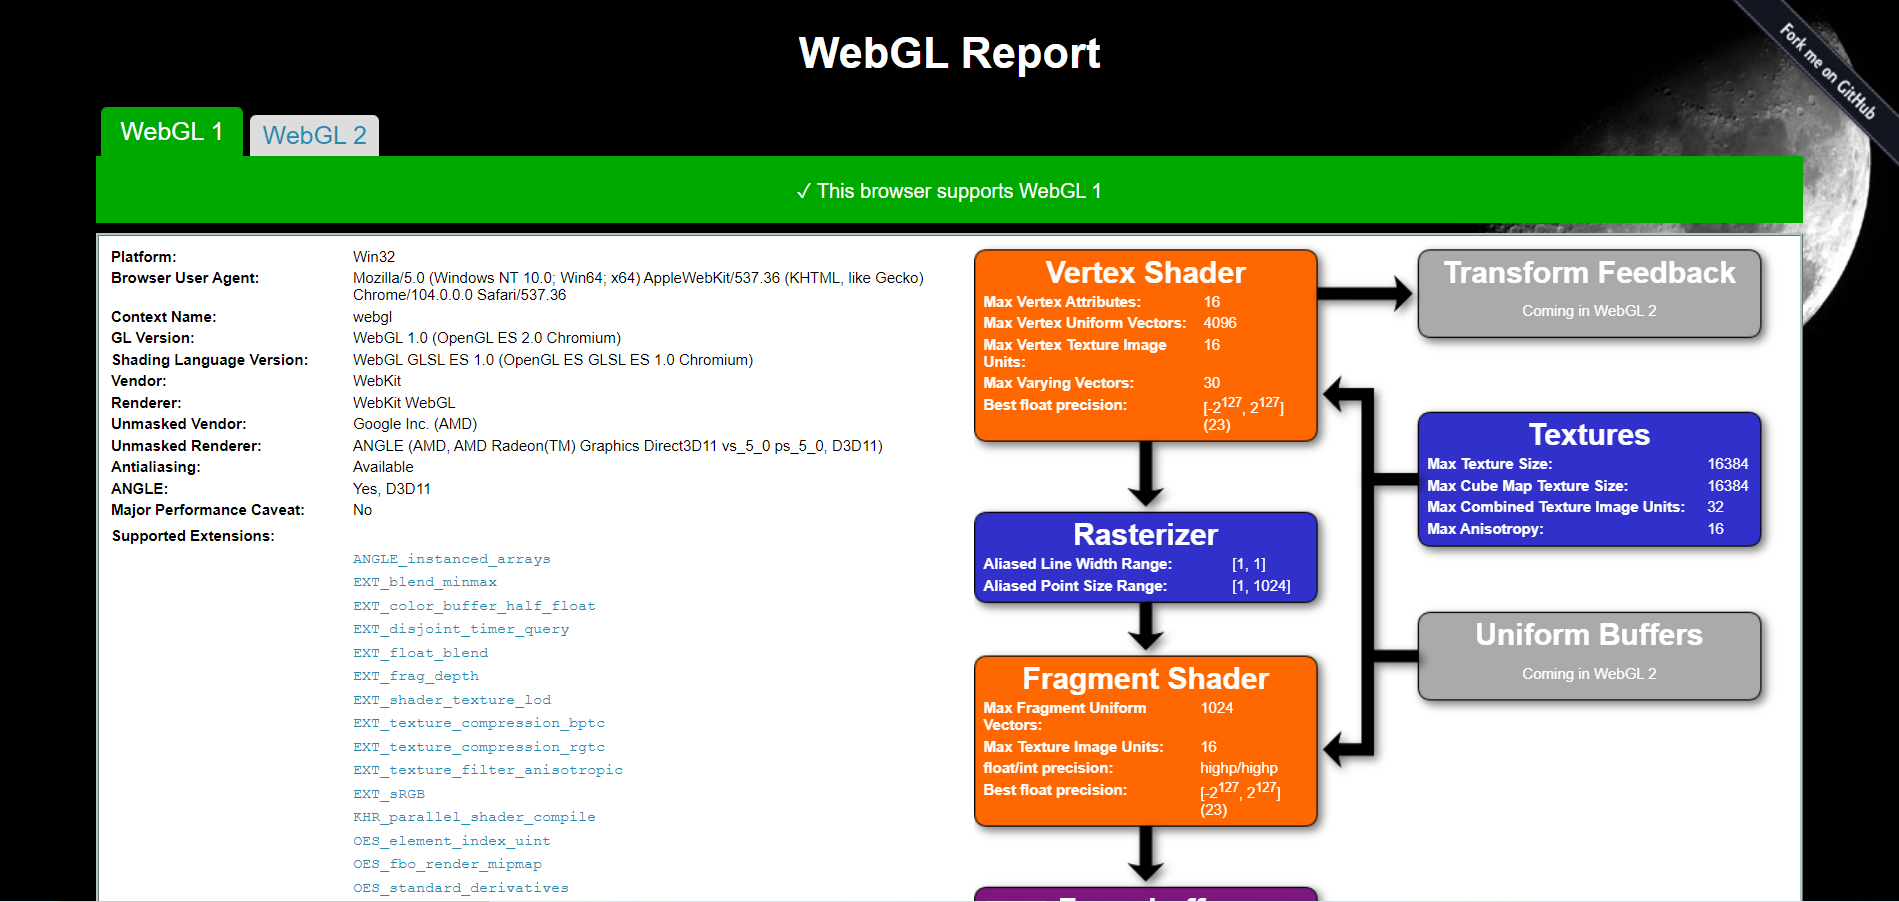 WebGL Report
Fork me on GitHub
WebGL 1
WebGL 2
✓ This browser supports WebGL 1
Platform: Win32
Browser User Agent: Mozilla/5.0 (Windows NT 10.0; Win64; x64) AppleWebKit/537.36 (KHTML, like Gecko)
Chrome/104.0.0.0 Safari/537.36
Context Name: webgl
GL Version: WebGL 1.0 (OpenGL ES 2.0 Chromium)
Shading Language Version: WebGL GLSL ES 1.0 (OpenGL ES GLSL ES 1.0 Chromium)
Vendor: WebKit
Renderer: WebKit WebGL
Unmasked Vendor: Google Inc. (AMD)
Unmasked Renderer: ANGLE (AMD, AMD Radeon(TM) Graphics Direct3D11 vs_5_0 ps_5_0, D3D11)
Antialiasing: Available
ANGLE: Yes, D3D11
Major Performance Caveat: No
Supported Extensions:
ANGLE_instanced_arrays
EXT_blend_minmax
EXT_color_buffer_half_float
EXT_disjoint_timer_query
EXT_float_blend
EXT_frag_depth
EXT_shader_texture_lod
EXT_texture_compression_bptc
EXT_texture_compression_rgtc
EXT_texture_filter_anisotropic
EXT_sRGB
KHR_parallel_shader_compile
OES_element_index_uint
OES_fbo_render_mipmap
OES_standard_derivatives
Vertex Shader
Max Vertex Attributes: 16
Max Vertex Uniform Vectors: 4096
Max Vertex Texture Image 16
Units:
Max Varying Vectors: 30
Best float precision: [-2^127, 2^127]
(23)
Transform Feedback
Coming in WebGL 2
Textures
Max Texture Size: 16384
Max Cube Map Texture Size: 16384
Max Combined Texture Image Units: 32
Max Anisotropy: 16
Rasterizer
Aliased Line Width Range: [1, 1]
Aliased Point Size Range: [1, 1024]
Uniform Buffers
Coming in WebGL 2
Fragment Shader
Max Fragment Uniform 1024
Vectors:
Max Texture Image Units: 16
float/int precision: highp/highp
Best float precision: [-2^127, 2^127]
(23)